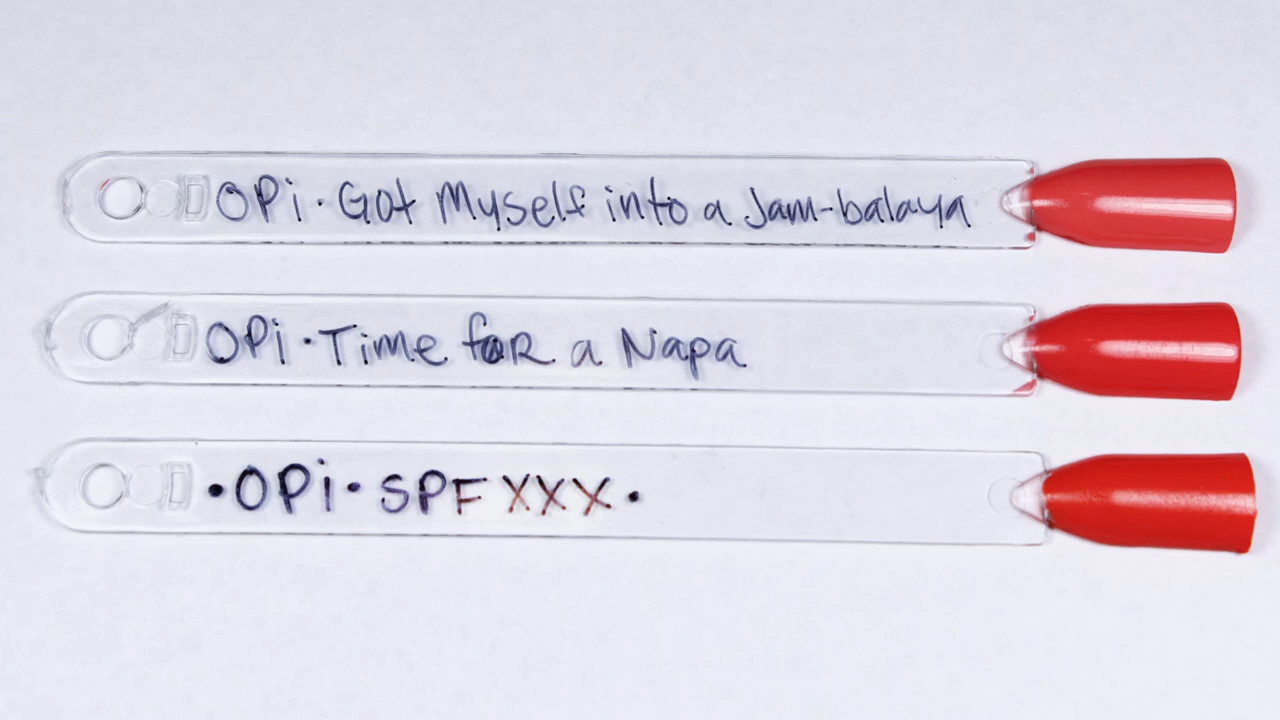 OPi · Got Myself into a Jam-balaya
OPi · Time foR a Napa
· OPi · SPF XXX ·